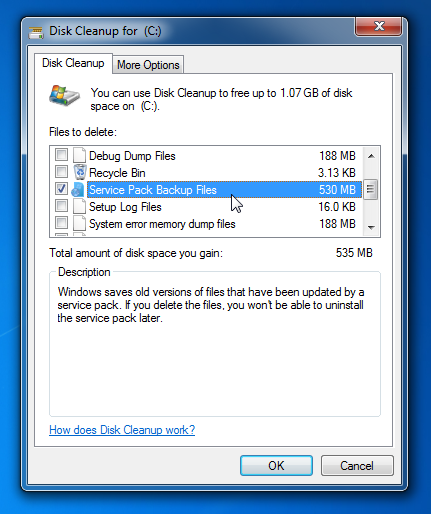 Disk Cleanup for (C:)
Disk Cleanup
More Options
You can use Disk Cleanup to free up to 1.07 GB of disk
space on (C:).
Files to delete:
Debug Dump Files 188 MB
Recycle Bin 3.13 KB
Service Pack Backup Files 530 MB
Setup Log Files 16.0 KB
System error memory dump files 188 MB
Total amount of disk space you gain: 535 MB
Description
Windows saves old versions of files that have been updated by a
service pack. If you delete the files, you won't be able to uninstall
the service pack later.
How does Disk Cleanup work?
OK
Cancel